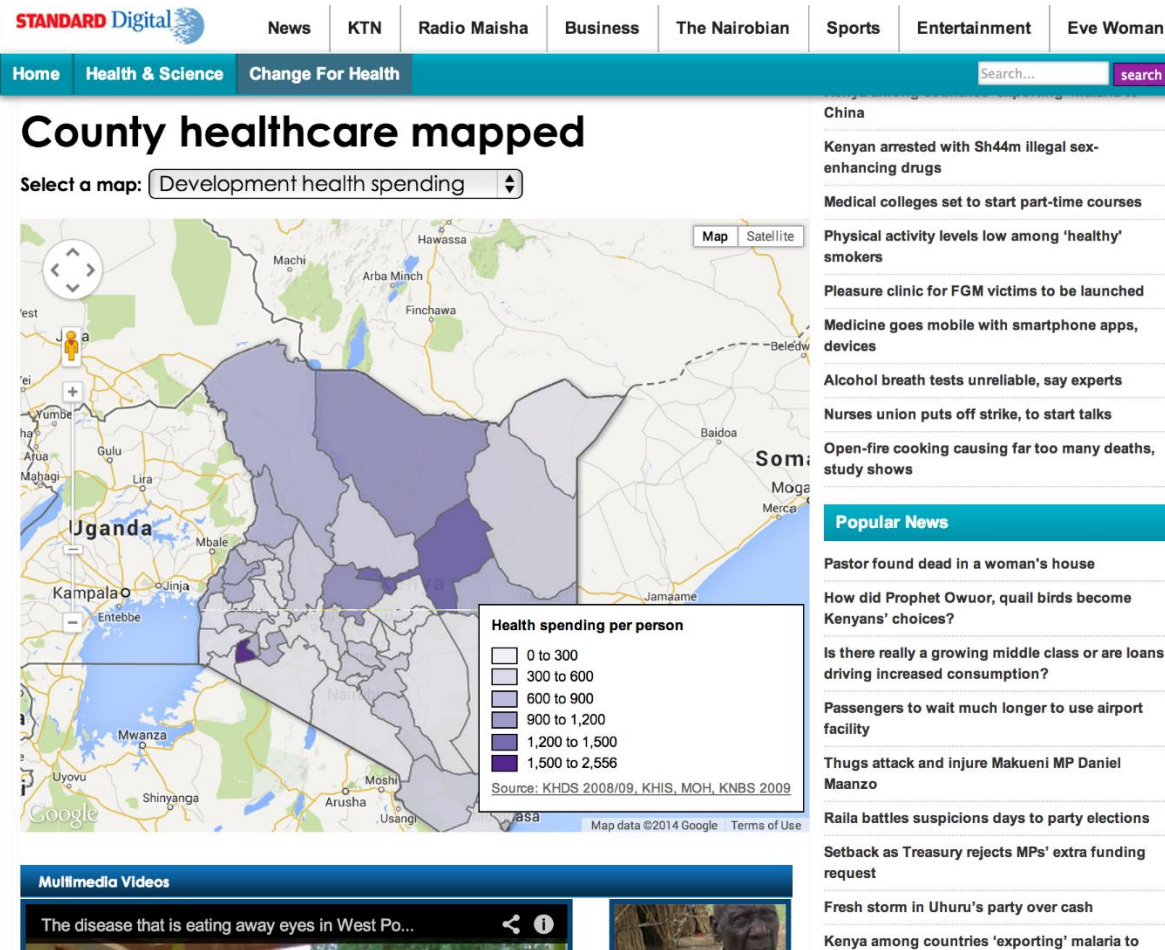 STANDARD Digital
News
KTN
Radio Maisha
Business
The Nairobian
Sports
Entertainment
Eve Woman
Home
Health & Science
Change For Health
Search...
search
County healthcare mapped
Select a map: Development health spending
Map
Satellite
Hawassa
Machi
Arba Minch
Finchawa
Beledw
Yumbe
Arua
Gulu
Mahagi
Lira
Baidoa
Soma
Moga
Merca
Uganda
Mbale
Kampala
Jinja
Entebbe
Jamaame
Mwanza
Uyovu
Shinyanga
Moshi
Arusha
Usangi
Health spending per person
0 to 300
300 to 600
600 to 900
900 to 1,200
1,200 to 1,500
1,500 to 2,556
Source: KHDS 2008/09, KHIS, MOH, KNBS 2009
Google
Map data ©2014 Google
Terms of Use
Multimedia Videos
The disease that is eating away eyes in West Po...
China
Kenyan arrested with Sh44m illegal sex-
enhancing drugs
Medical colleges set to start part-time courses
Physical activity levels low among ‘healthy’
smokers
Pleasure clinic for FGM victims to be launched
Medicine goes mobile with smartphone apps,
devices
Alcohol breath tests unreliable, say experts
Nurses union puts off strike, to start talks
Open-fire cooking causing far too many deaths,
study shows
Popular News
Pastor found dead in a woman's house
How did Prophet Owuor, quail birds become
Kenyans’ choices?
Is there really a growing middle class or are loans
driving increased consumption?
Passengers to wait much longer to use airport
facility
Thugs attack and injure Makueni MP Daniel
Maanzo
Raila battles suspicions days to party elections
Setback as Treasury rejects MPs’ extra funding
request
Fresh storm in Uhuru’s party over cash
Kenya among countries ‘exporting’ malaria to